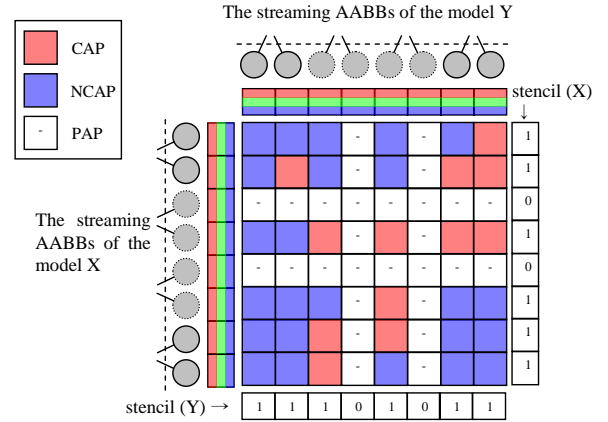 The streaming AABBs of the model Y
CAP
NCAP
- PAP
stencil (X)
↓
- - 1
- - 1
- - - - - - - - 0
The streaming
AABBs of the
model X
- - 1
- - - - - - - - 0
- - 1
- - 1
- - 1
stencil (Y) → 1 1 1 0 1 0 1 1